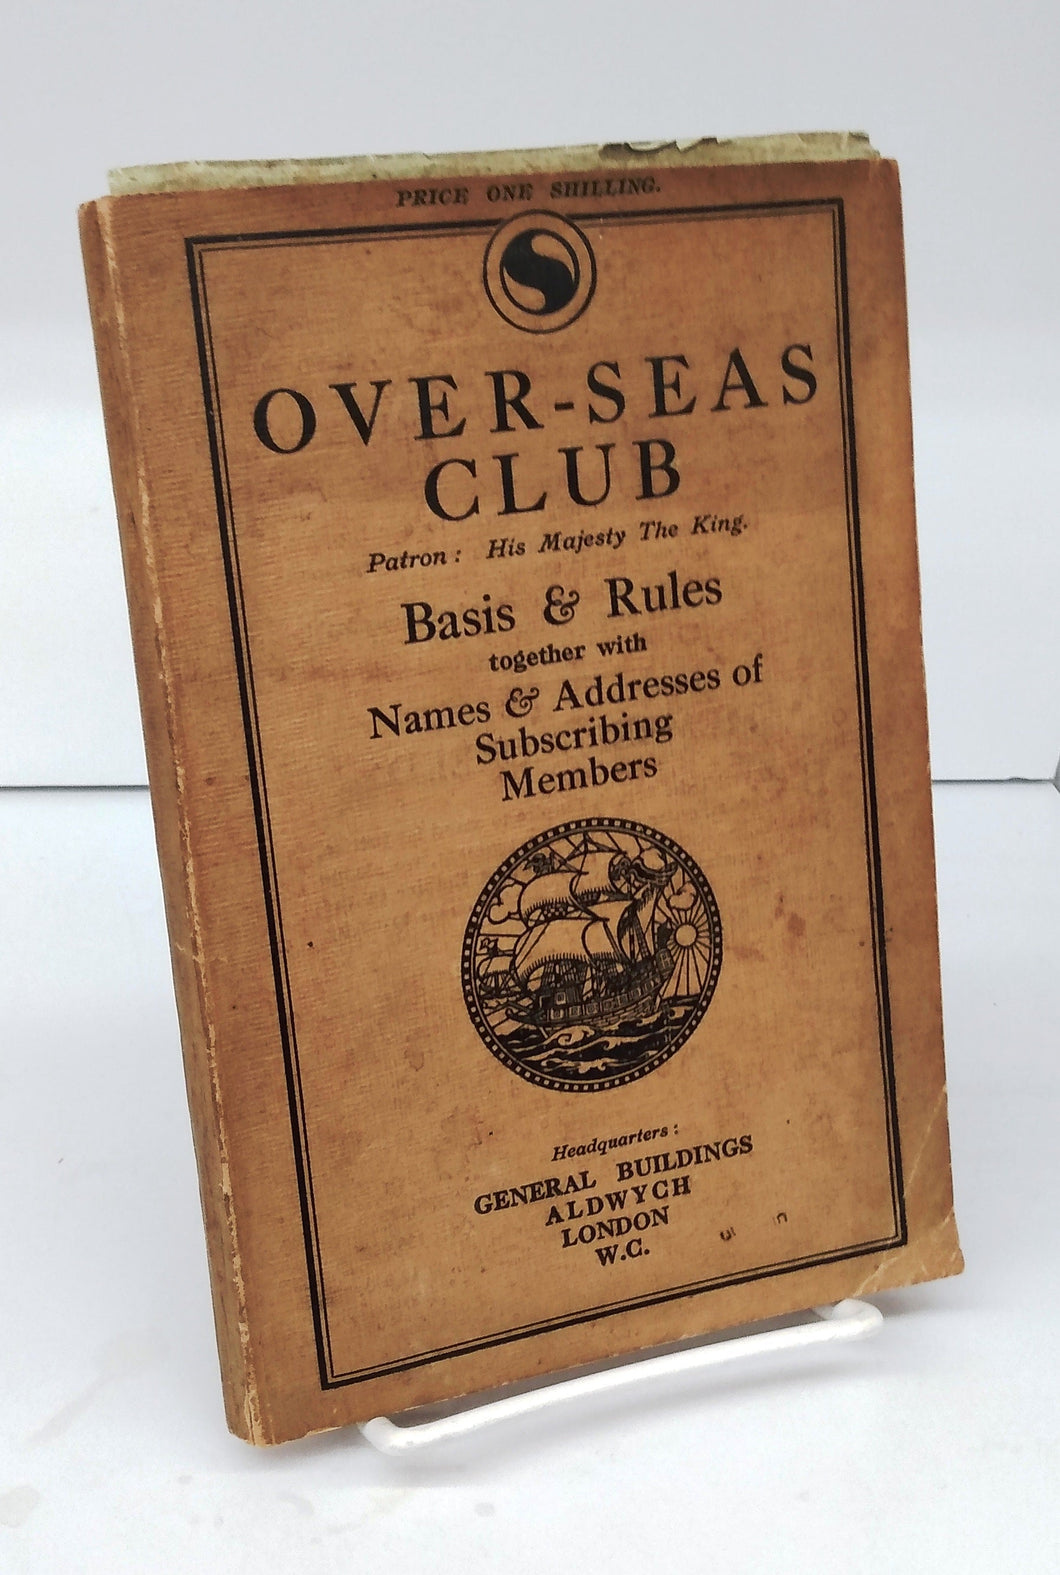 PRICE ONE SHILLING.
OVER-SEAS
CLUB
Patron: His Majesty The King.
Basis & Rules
together with
Names & Addresses of
Subscribing
Members
Headquarters:
GENERAL BUILDINGS
ALDWYCH
LONDON
W.C.